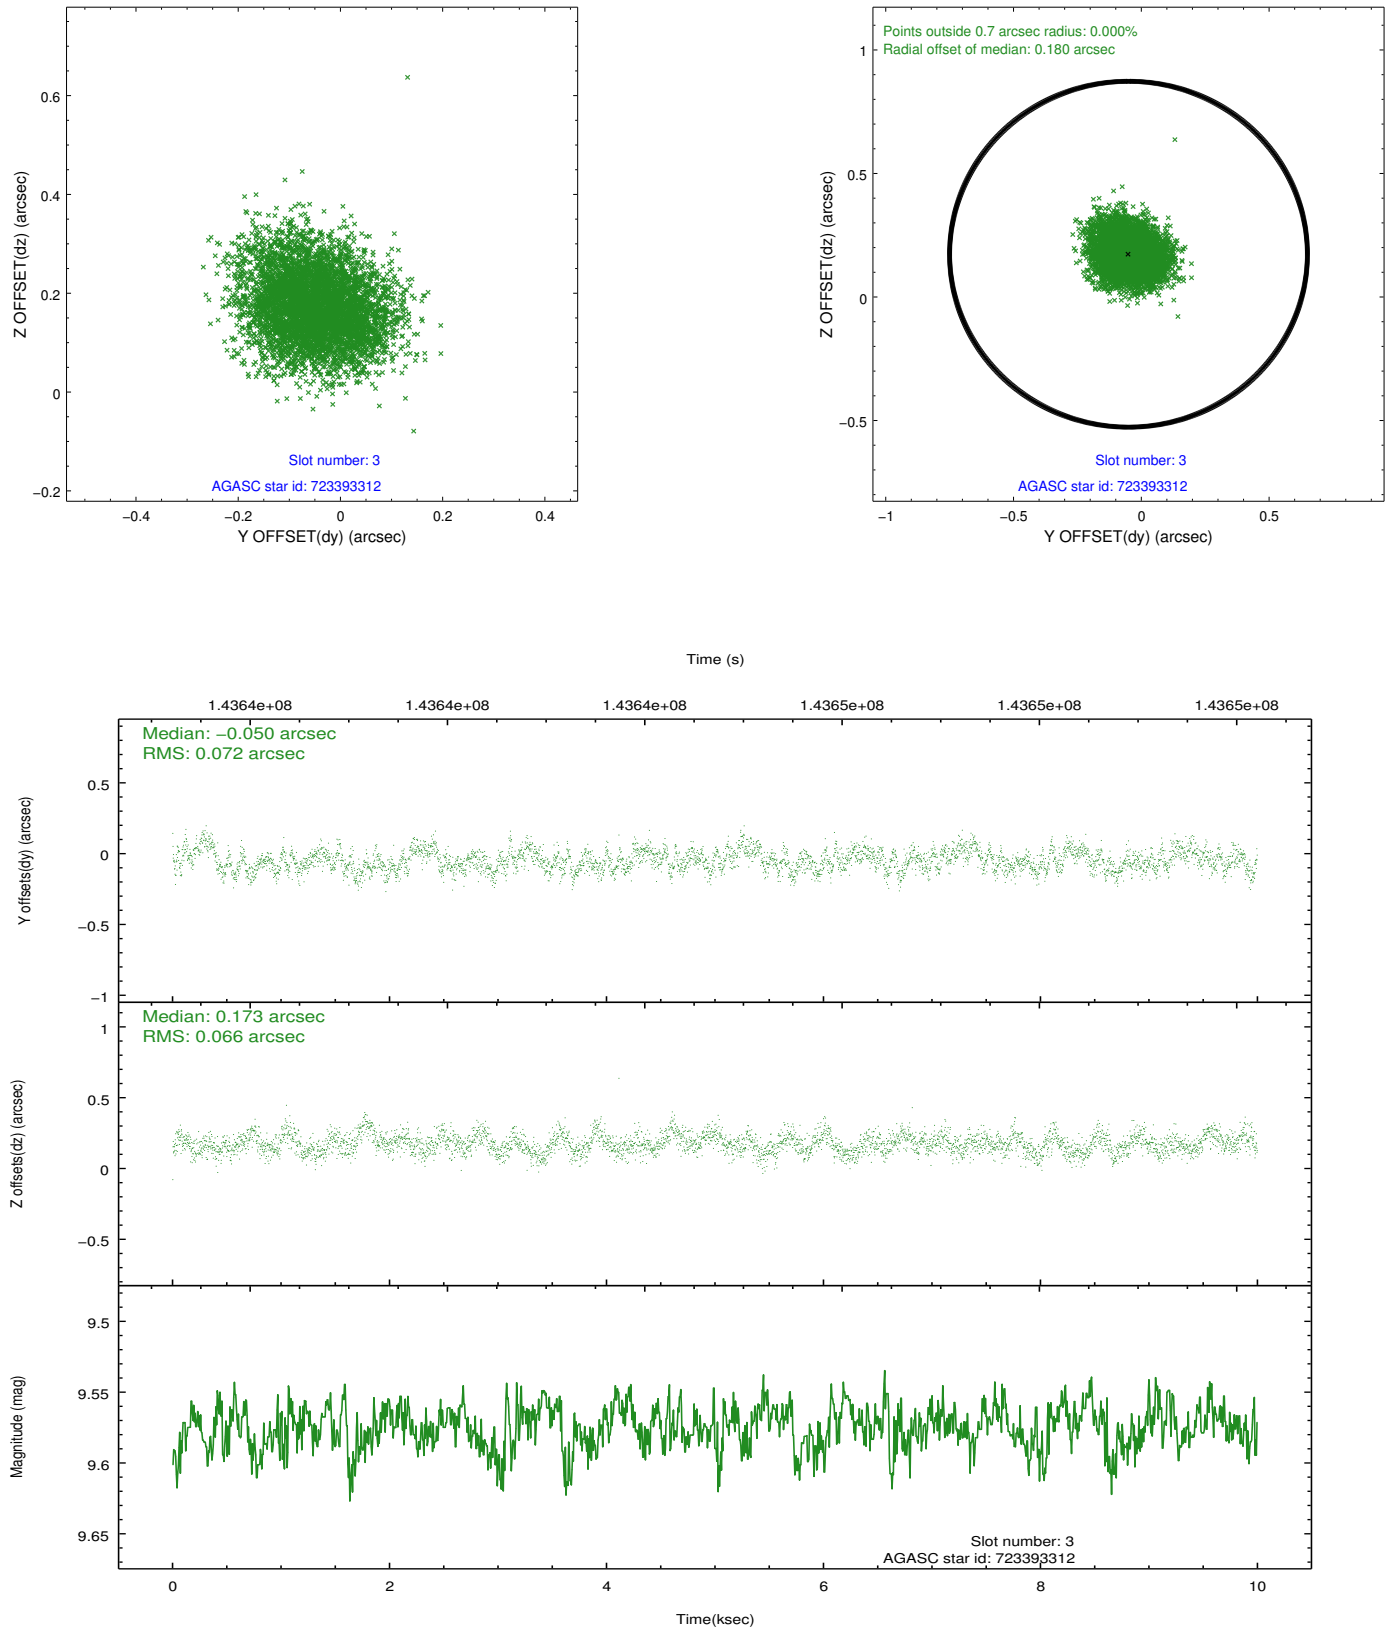 0.6
0.4
0.2
0
−0.2
−0.4
−0.2
0
0.2
0.4
Z OFFSET(dz) (arcsec)
Y OFFSET(dy) (arcsec)
Slot number: 3
AGASC star id: 723393312
Points outside 0.7 arcsec radius: 0.000%
Radial offset of median: 0.180 arcsec
1
0.5
0
−0.5
−1
−0.5
0
0.5
Z OFFSET(dz) (arcsec)
Y OFFSET(dy) (arcsec)
Slot number: 3
AGASC star id: 723393312
Time (s)
1.4364e+08 1.4364e+08 1.4364e+08 1.4365e+08 1.4365e+08 1.4365e+08
Median: −0.050 arcsec
RMS: 0.072 arcsec
0.5
0
−0.5
−1
Y offsets(dy) (arcsec)
Median: 0.173 arcsec
RMS: 0.066 arcsec
1
0.5
0
−0.5
Z offsets(dz) (arcsec)
9.5
9.55
9.6
9.65
Magnitude (mag)
Slot number: 3
AGASC star id: 723393312
0 2 4 6 8 10
Time(ksec)